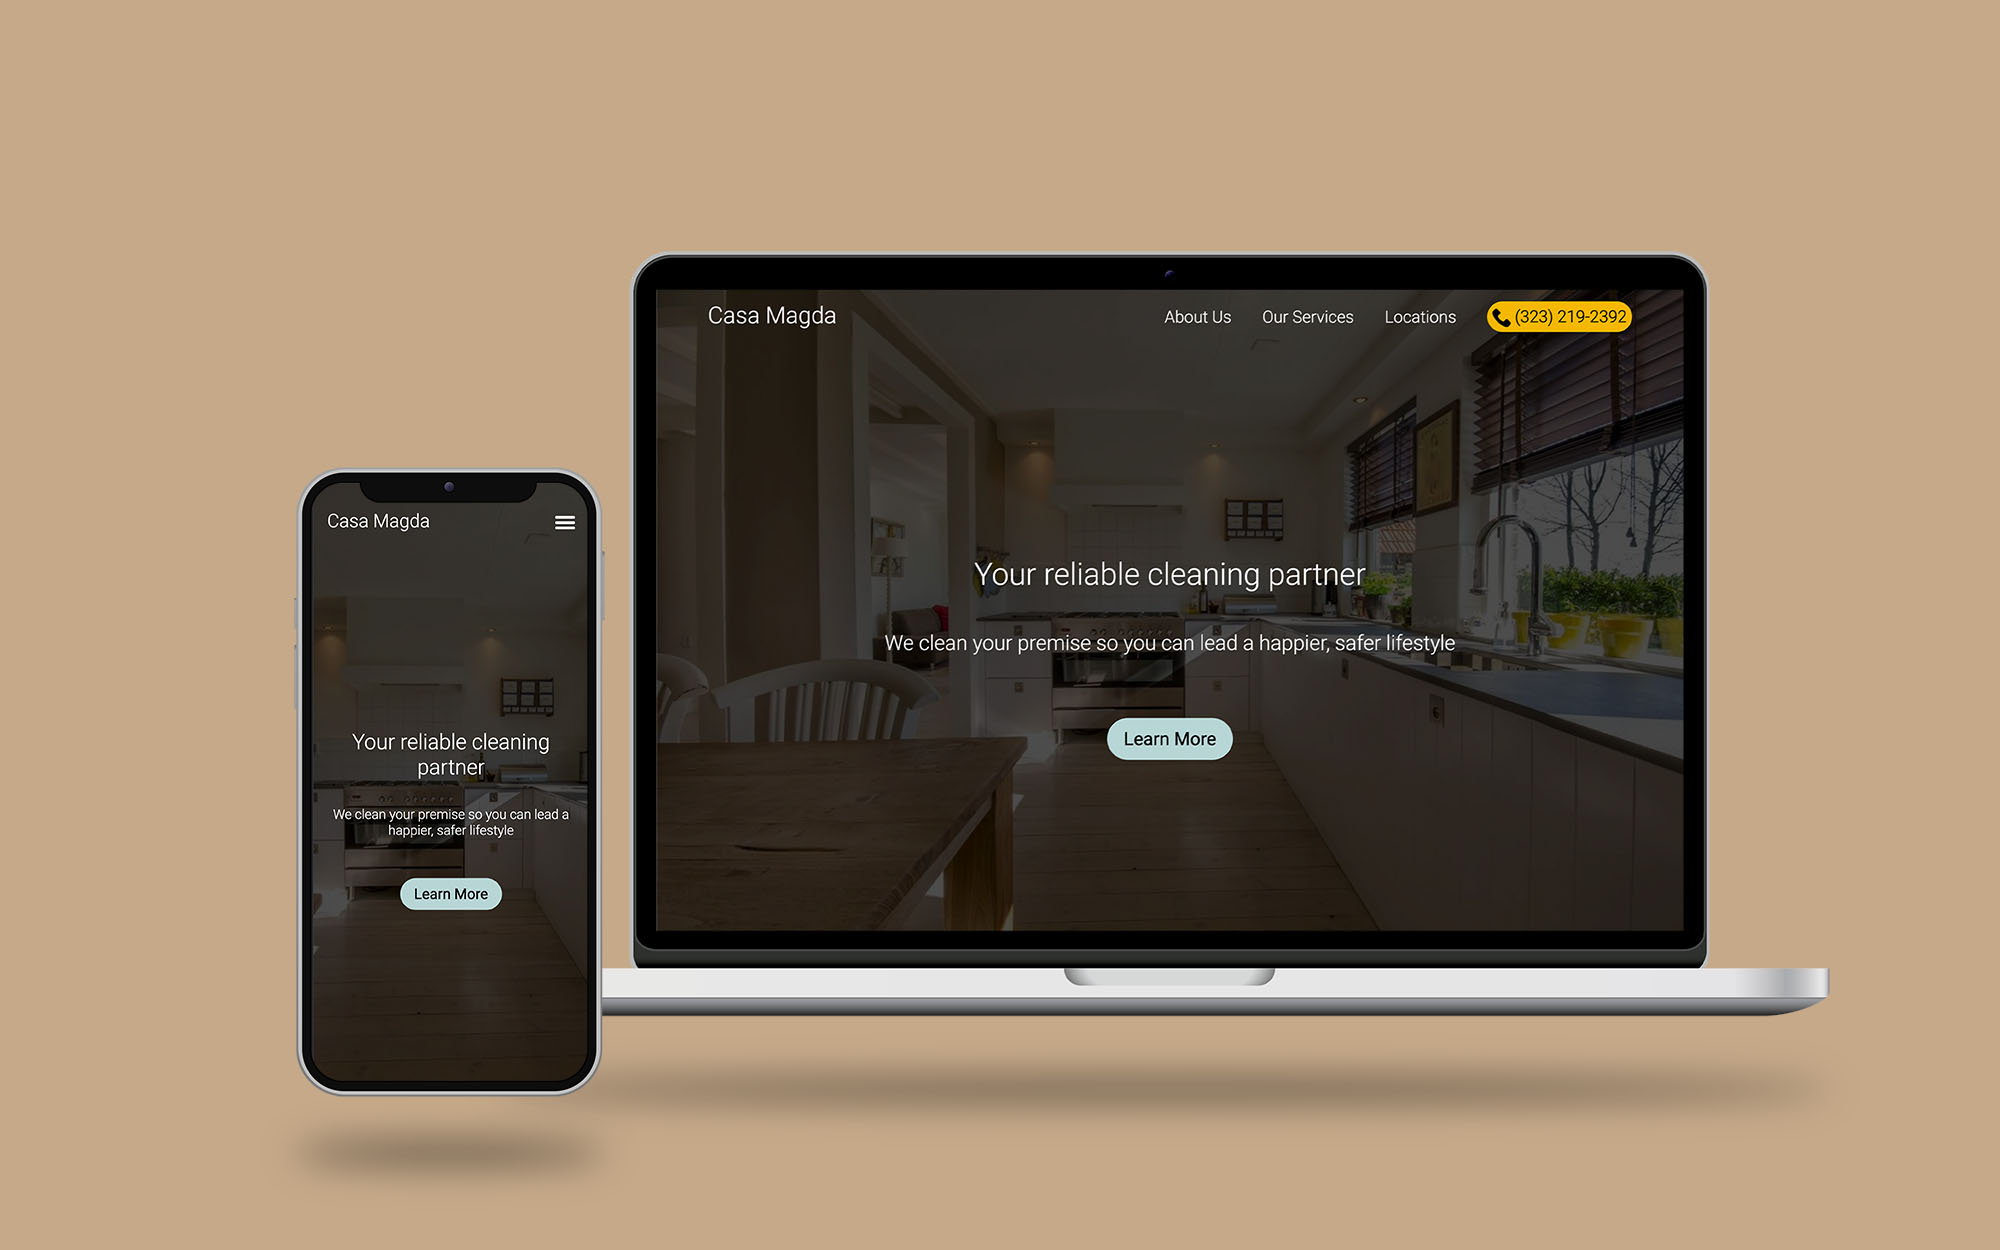 Casa Magda
About Us
Our Services
Locations
(323) 219-2392
Your reliable cleaning partner
We clean your premise so you can lead a happier, safer lifestyle
Learn More
Casa Magda
Your reliable cleaning
partner
We clean your premise so you can lead a
happier, safer lifestyle
Learn More